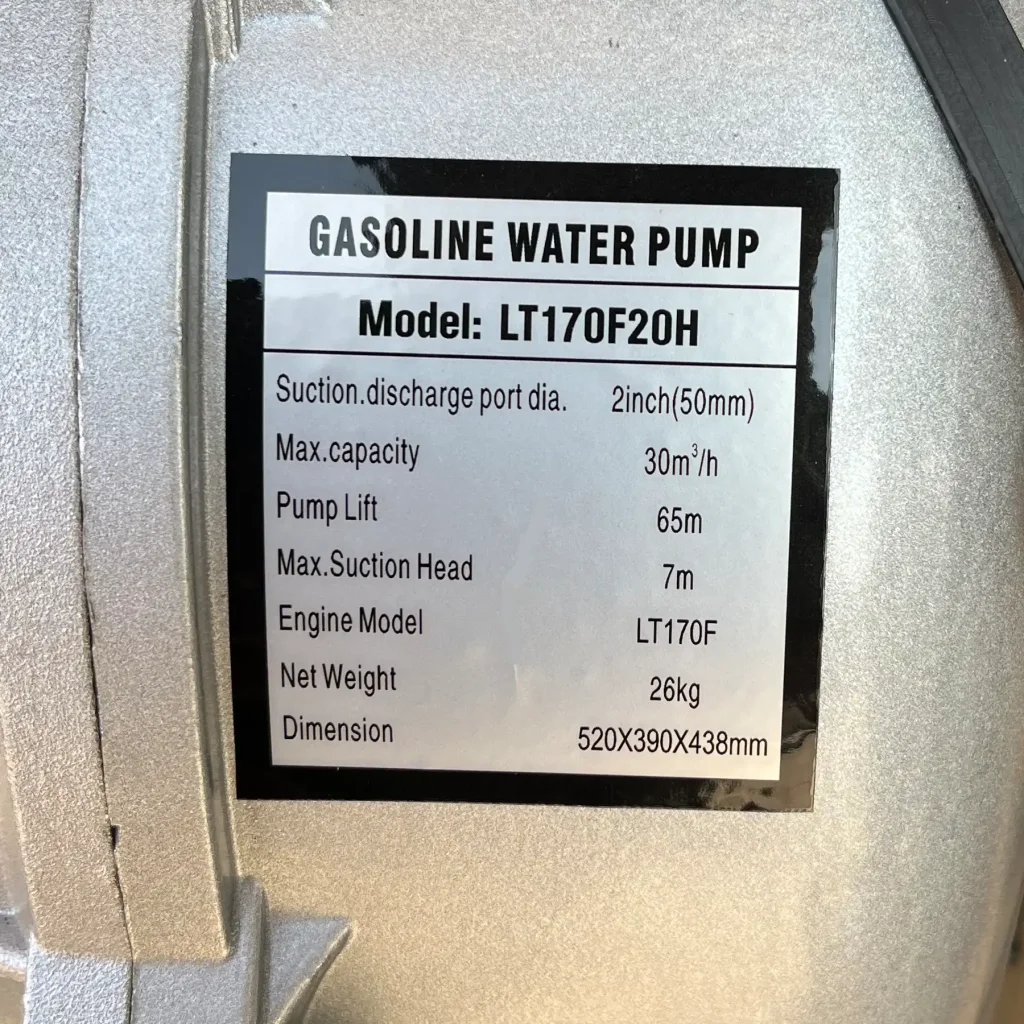 GASOLINE WATER PUMP
Model: LT170F20H
Suction.discharge port dia. 2inch(50mm)
Max.capacity 30m³/h
Pump Lift 65m
Max.Suction Head 7m
Engine Model LT170F
Net Weight 26kg
Dimension 520X390X438mm